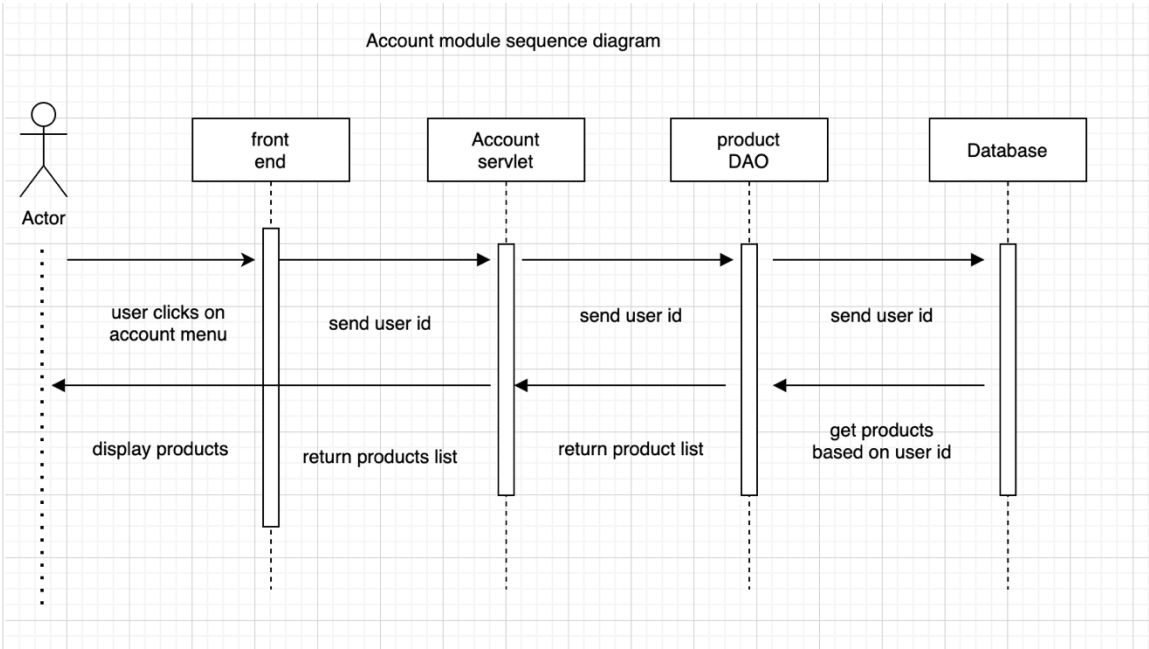 Account module sequence diagram
front
end
Account
servlet
product
DAO
Database
Actor
user clicks on
account menu
send user id
send user id
send user id
display products
return products list
return product list
get products
based on user id